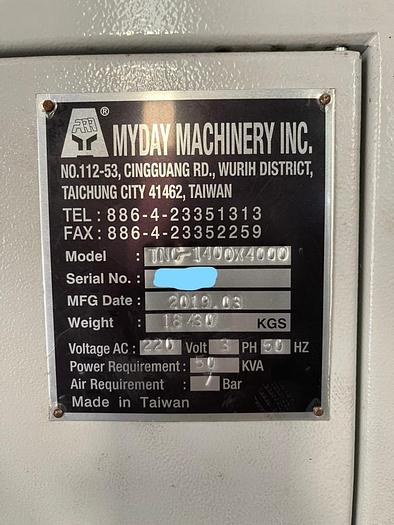 ®
MYDAY MACHINERY INC.
NO.112-53, CINGGUANG RD., WURIH DISTRICT,
TAICHUNG CITY 41462, TAIWAN
TEL : 886-4-23351313
FAX : 886-4-23352259
Model : TNC-1400X4000
Serial No. :
MFG Date : 2019.03
Weight : 16430 KGS
Voltage AC : 220 Volt 3 PH 50 HZ
Power Requirement : 50 KVA
Air Requirement : 7 Bar
Made in Taiwan